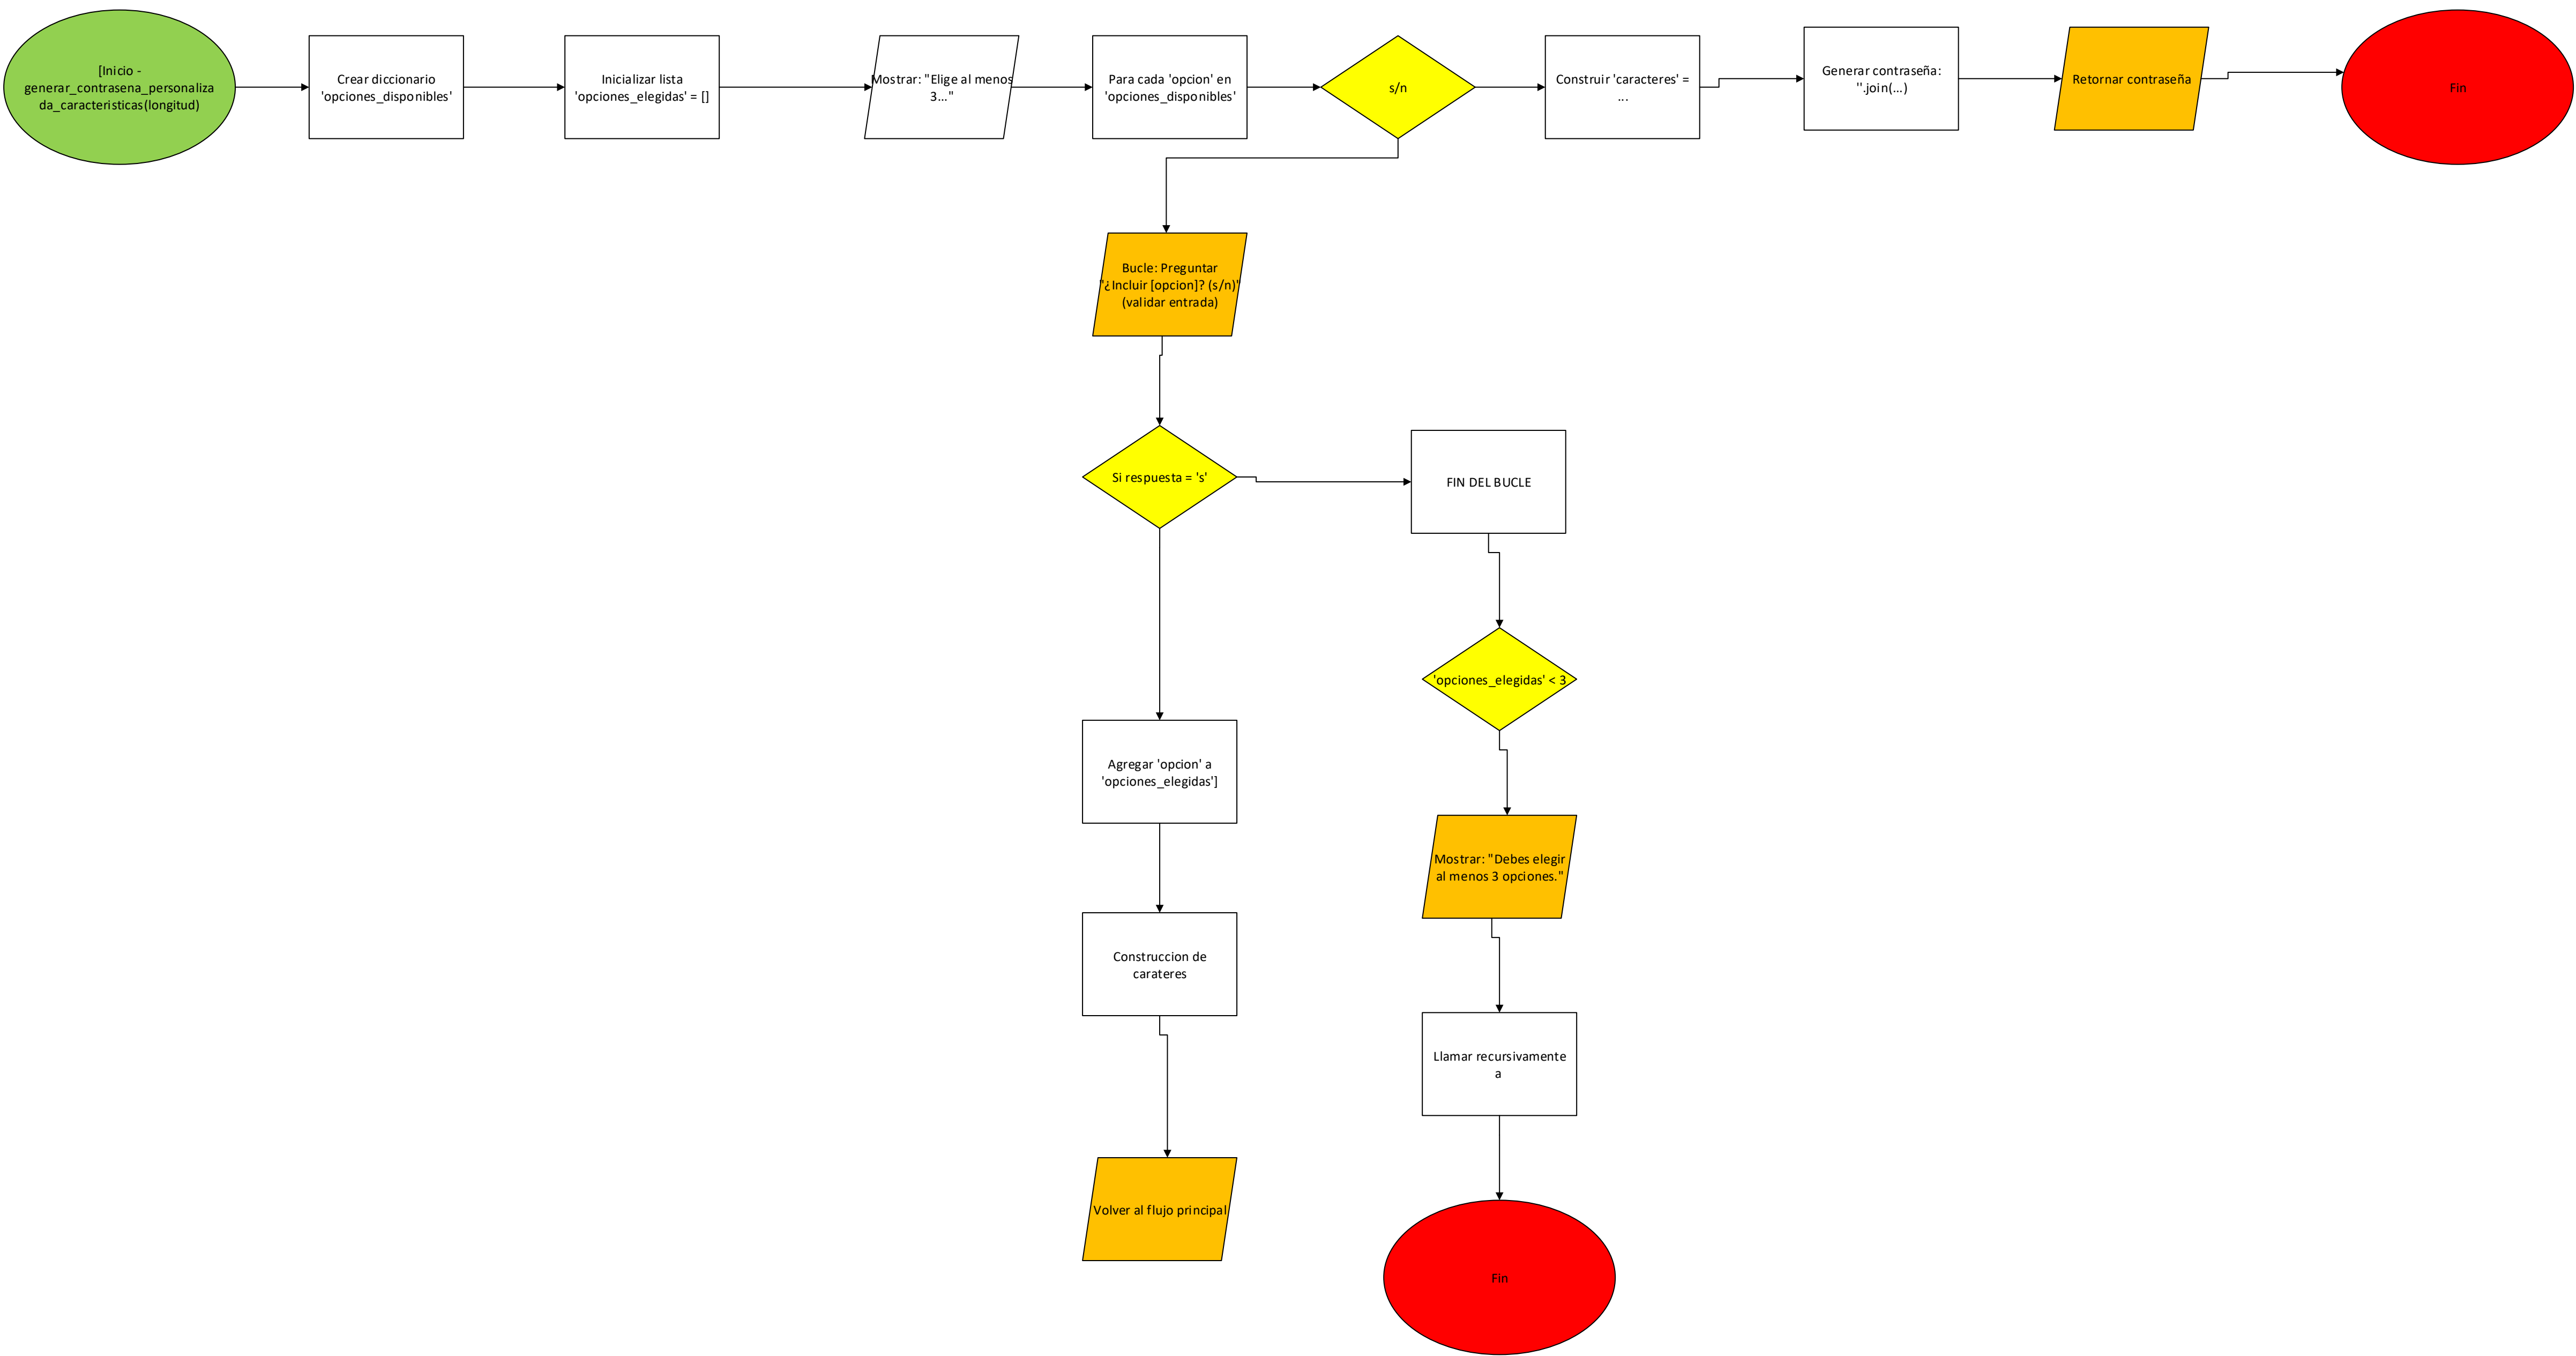 [Inicio -
generar_contrasena_personaliza
da_caracteristicas(longitud)
Crear diccionario
'opciones_disponibles'
Inicializar lista
'opciones_elegidas' = []
Mostrar: "Elige al menos
3..."
Para cada 'opcion' en
'opciones_disponibles'
s/n
Construir 'caracteres' =
...
Generar contraseña:
''.join(...)
Retornar contraseña
Fin
Bucle: Preguntar
"¿Incluir [opcion]? (s/n)"
(validar entrada)
Si respuesta = 's'
FIN DEL BUCLE
'opciones_elegidas' < 3
Agregar 'opcion' a
'opciones_elegidas']
Mostrar: "Debes elegir
al menos 3 opciones."
Construccion de
carateres
Llamar recursivamente
a
Volver al flujo principal
Fin